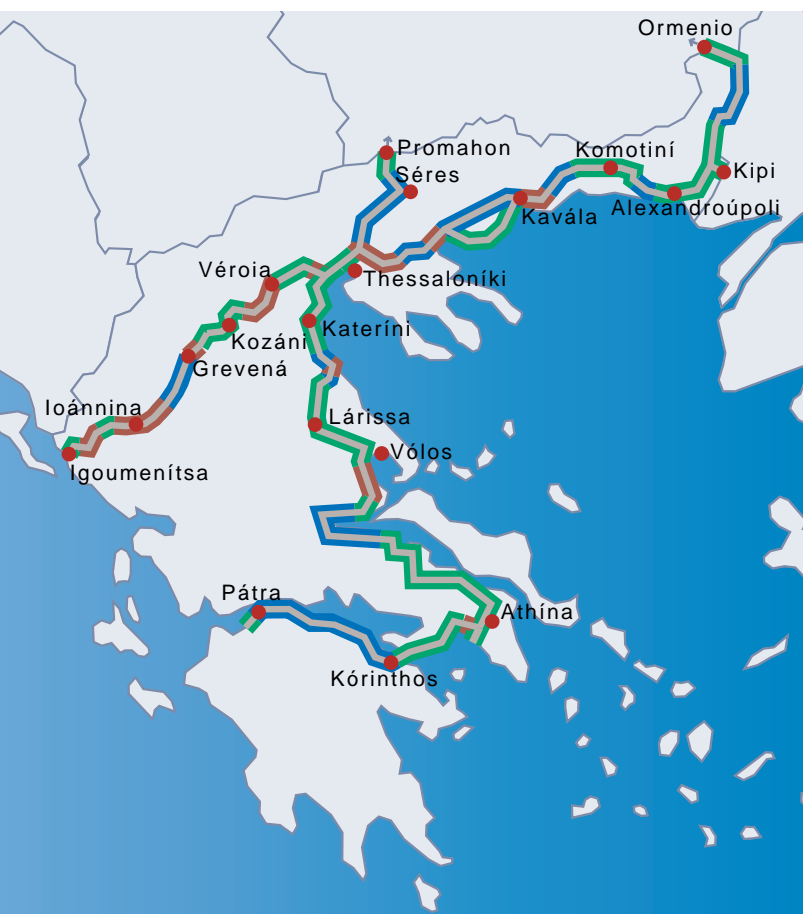 Ormenio
Promahon
Komotiní
Séres
Kipi
Kavála
Alexandroúpoli
Véroia
Thessaloníki
Kateríni
Kozáni
Grevená
Ioánnina
Lárissa
Vólos
Igoumenítsa
Pátra
Athína
Kórinthos